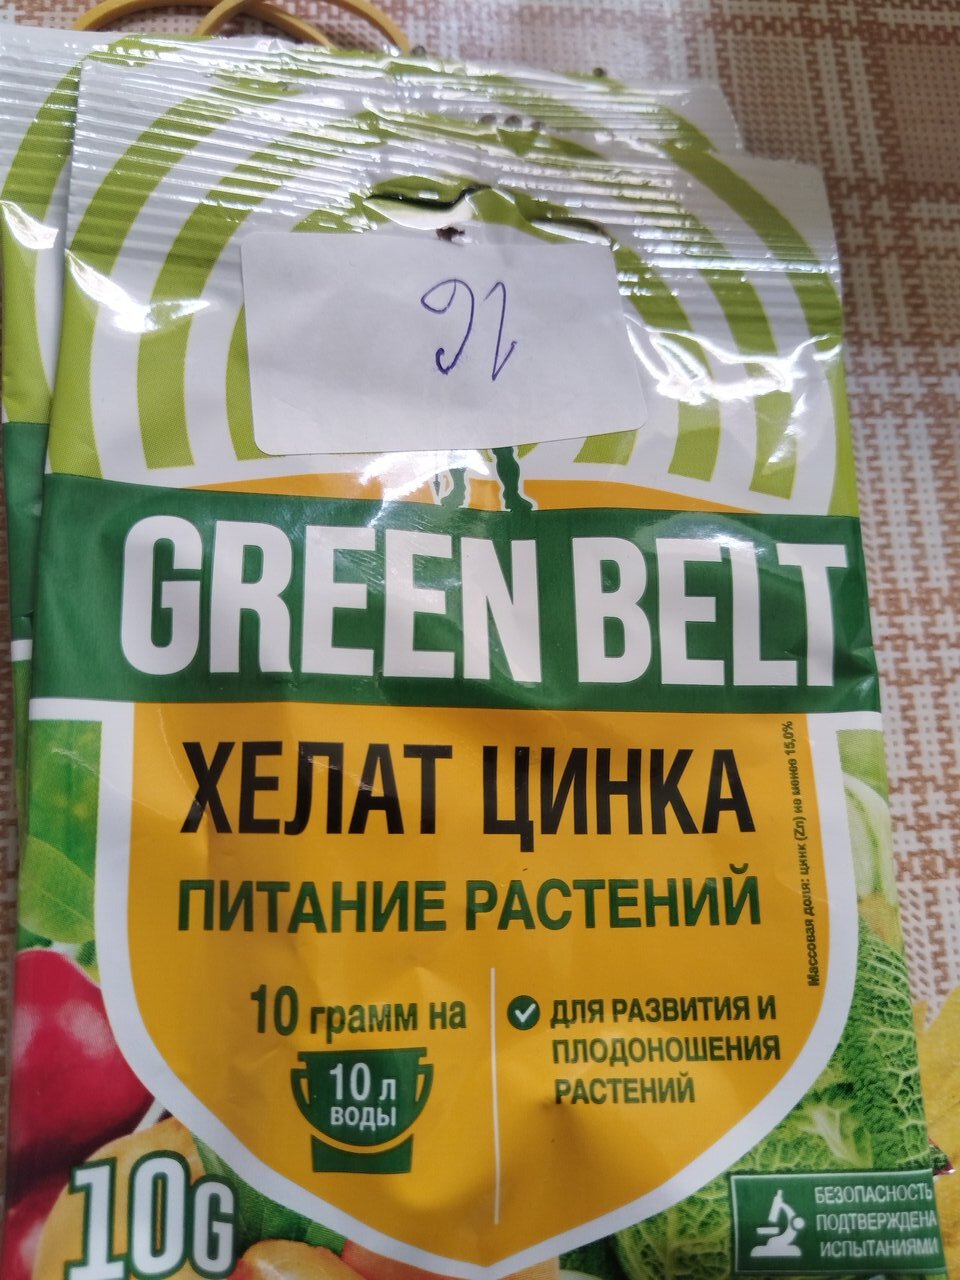 GREEN BELT
ХЕЛАТ ЦИНКА
ПИТАНИЕ РАСТЕНИЙ
10 грамм на
10 л
ВОДЫ
ДЛЯ РАЗВИТИЯ И
ПЛОДОНОШЕНИЯ
РАСТЕНИЙ
Массовая доля: цинк (Zn) не менее 15,0%
10G
БЕЗОПАСНОСТЬ
ПОДТВЕРЖДЕНА
ИСПЫТАНИЯМИ